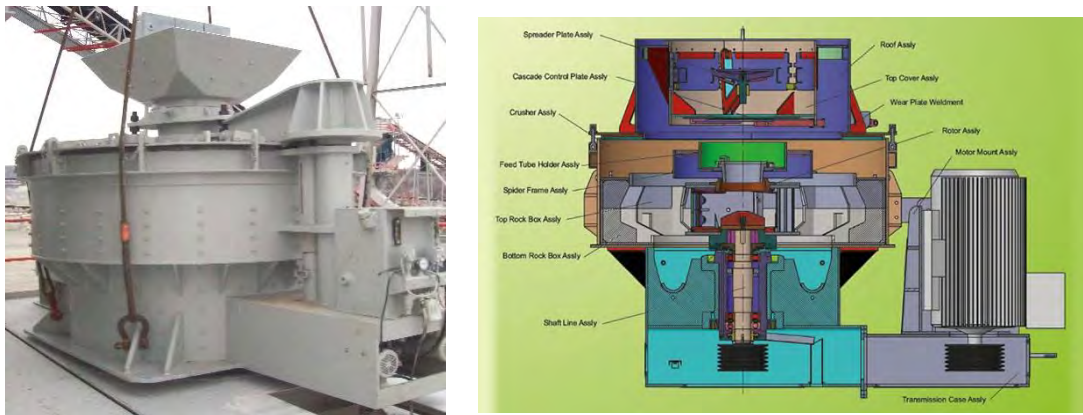 Spreader Plate Assly
Cascade Control Plate Assly
Crusher Assly
Feed Tube Holder Assly
Spider Frame Assly
Top Rock Box Assly
Bottom Rock Box Assly
Shaft Line Assly
Roof Assly
Top Cover Assly
Wear Plate Weldment
Rotor Assly
Motor Mount Assly
Transmission Case Assly